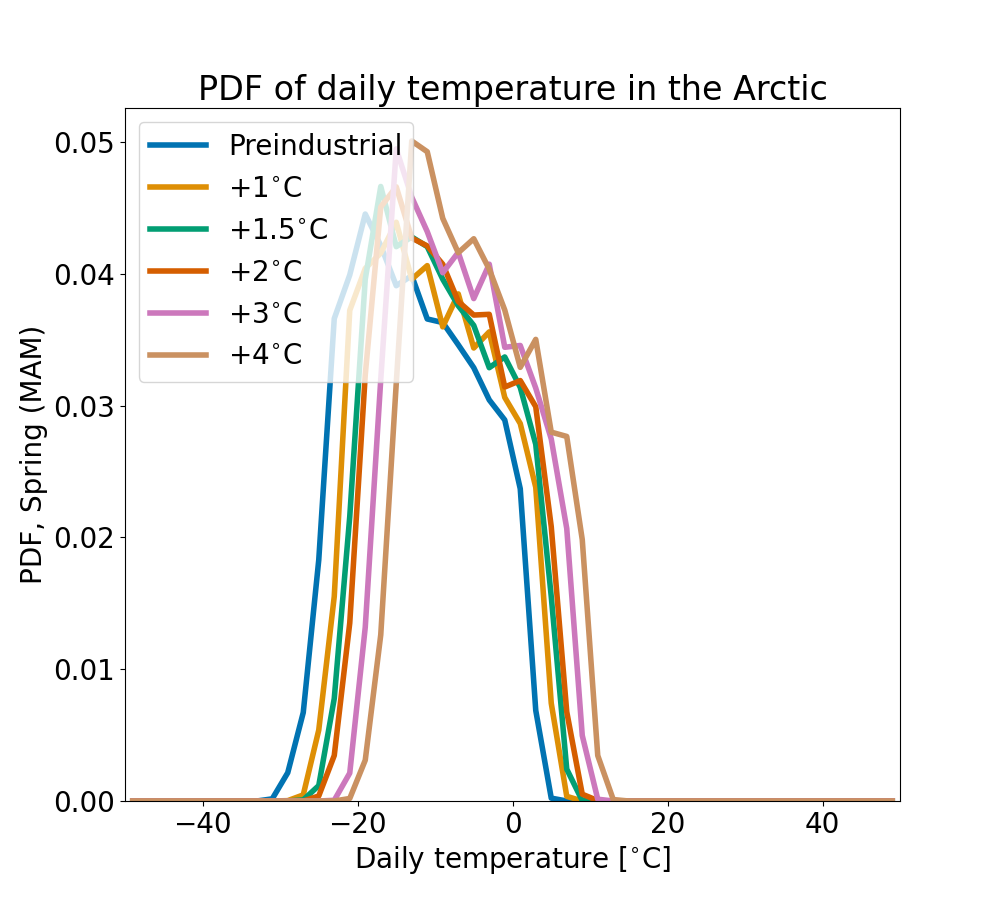 PDF of daily temperature in the Arctic
Preindustrial
+1°C
+1.5°C
+2°C
+3°C
+4°C
PDF, Spring (MAM)
0.05
0.04
0.03
0.02
0.01
0.00
−40
−20
0
20
40
Daily temperature [°C]